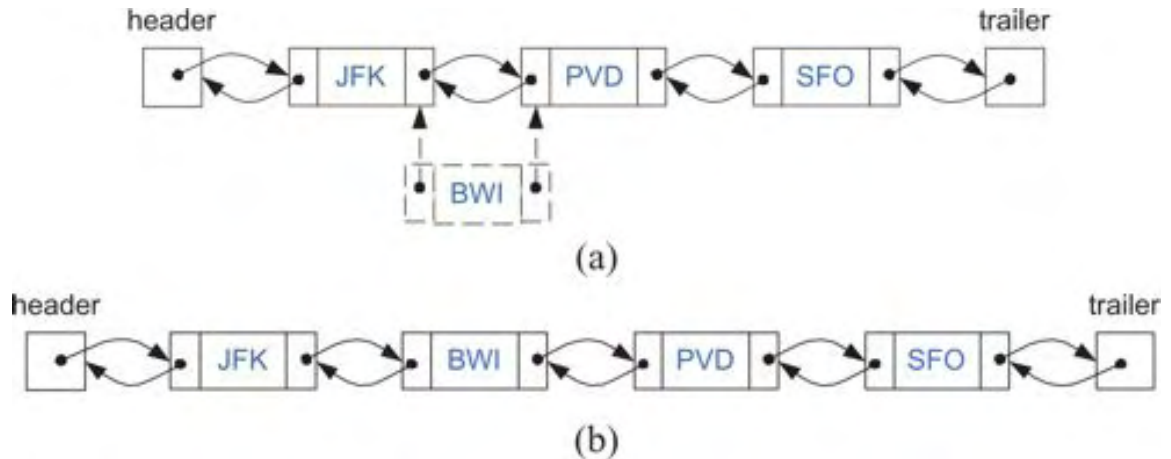 header trailer
JFK PVD SFO
BWI
(a)
header trailer
JFK BWI PVD SFO
(b)